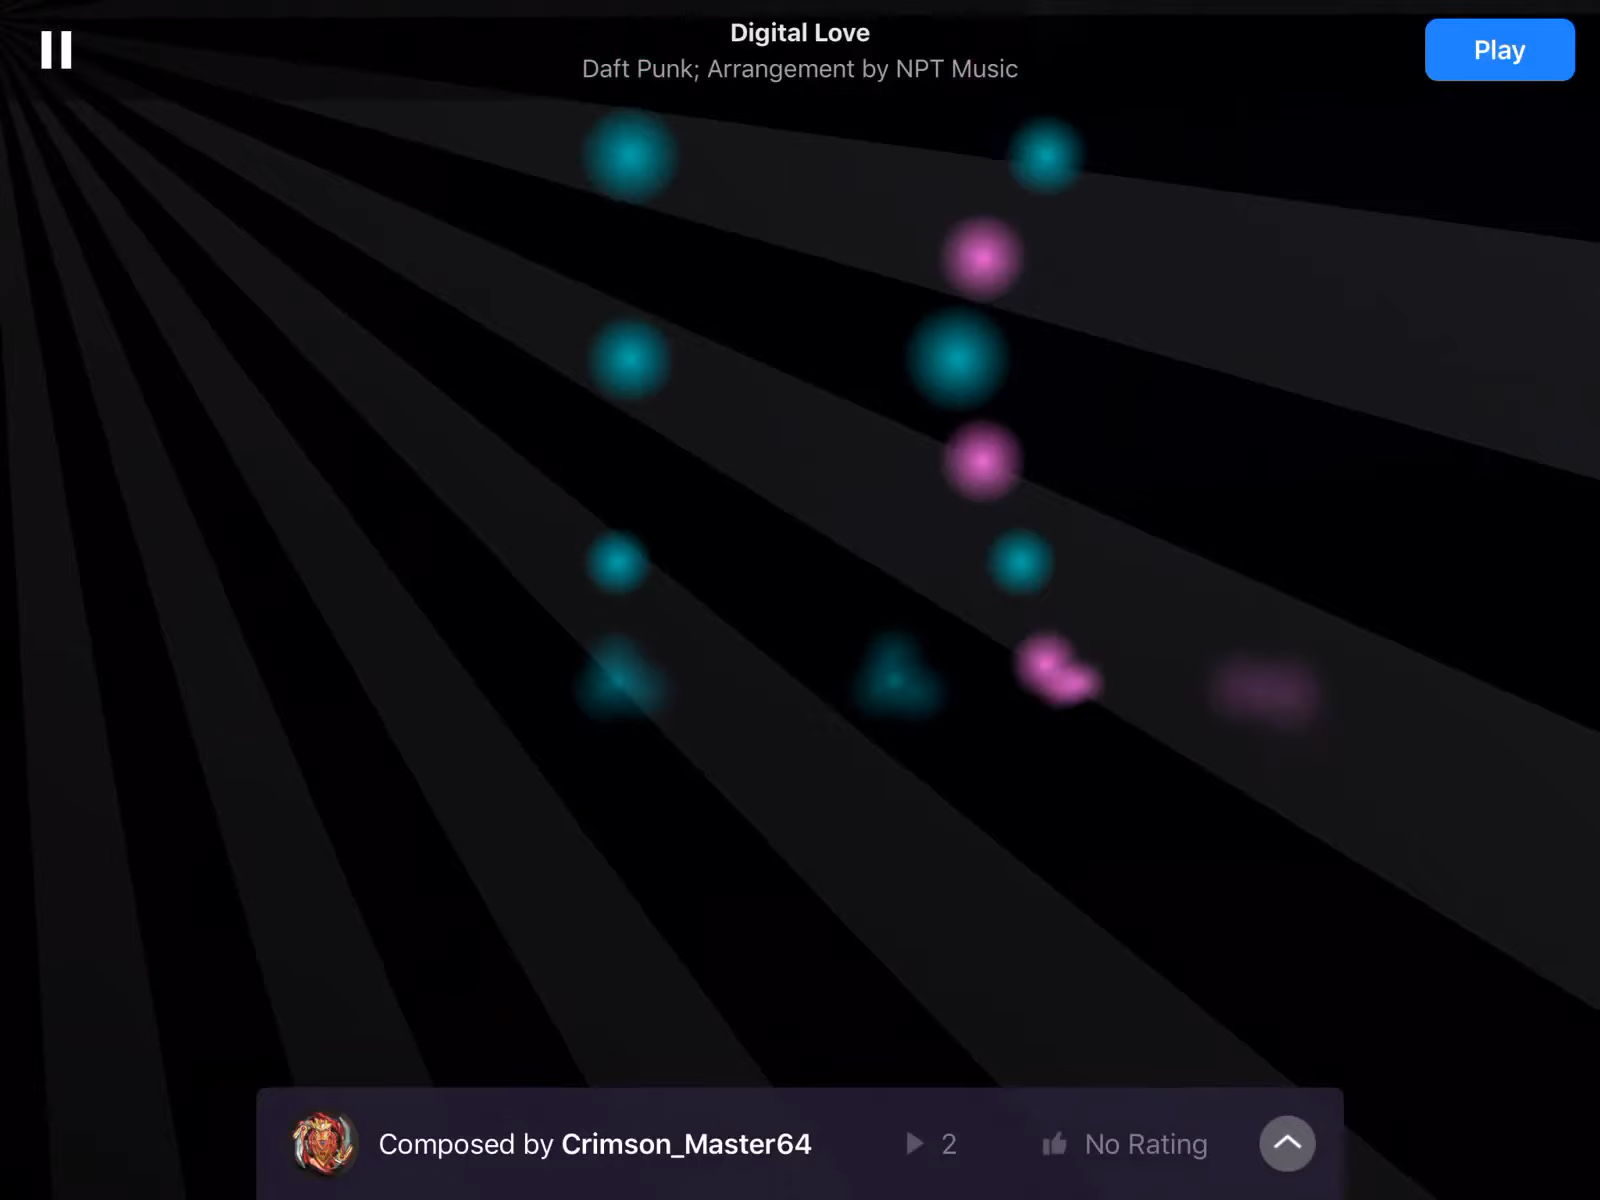 Digital Love
Daft Punk; Arrangement by NPT Music
Play
Composed by Crimson_Master64
2
No Rating